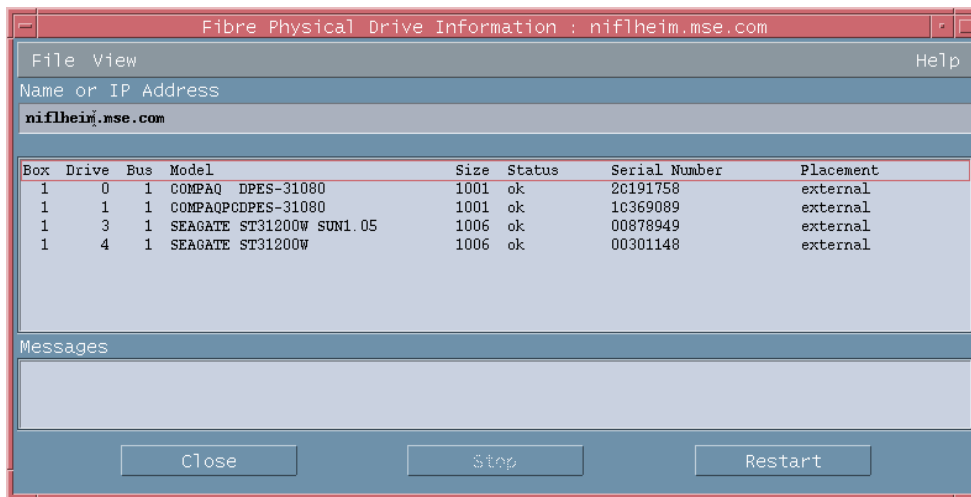 Fibre Physical Drive Information : niflheim.mse.com
File View Help
Name or IP Address
niflheim.mse.com
Box Drive Bus Model Size Status Serial Number Placement
1 0 1 COMPAQ DPES-31080 1001 ok 2C191758 external
1 1 1 COMPAQPCDPES-31080 1001 ok 1C369089 external
1 3 1 SEAGATE ST31200W SUN1.05 1006 ok 00878949 external
1 4 1 SEAGATE ST31200W 1006 ok 00301148 external
Messages
Close Stop Restart